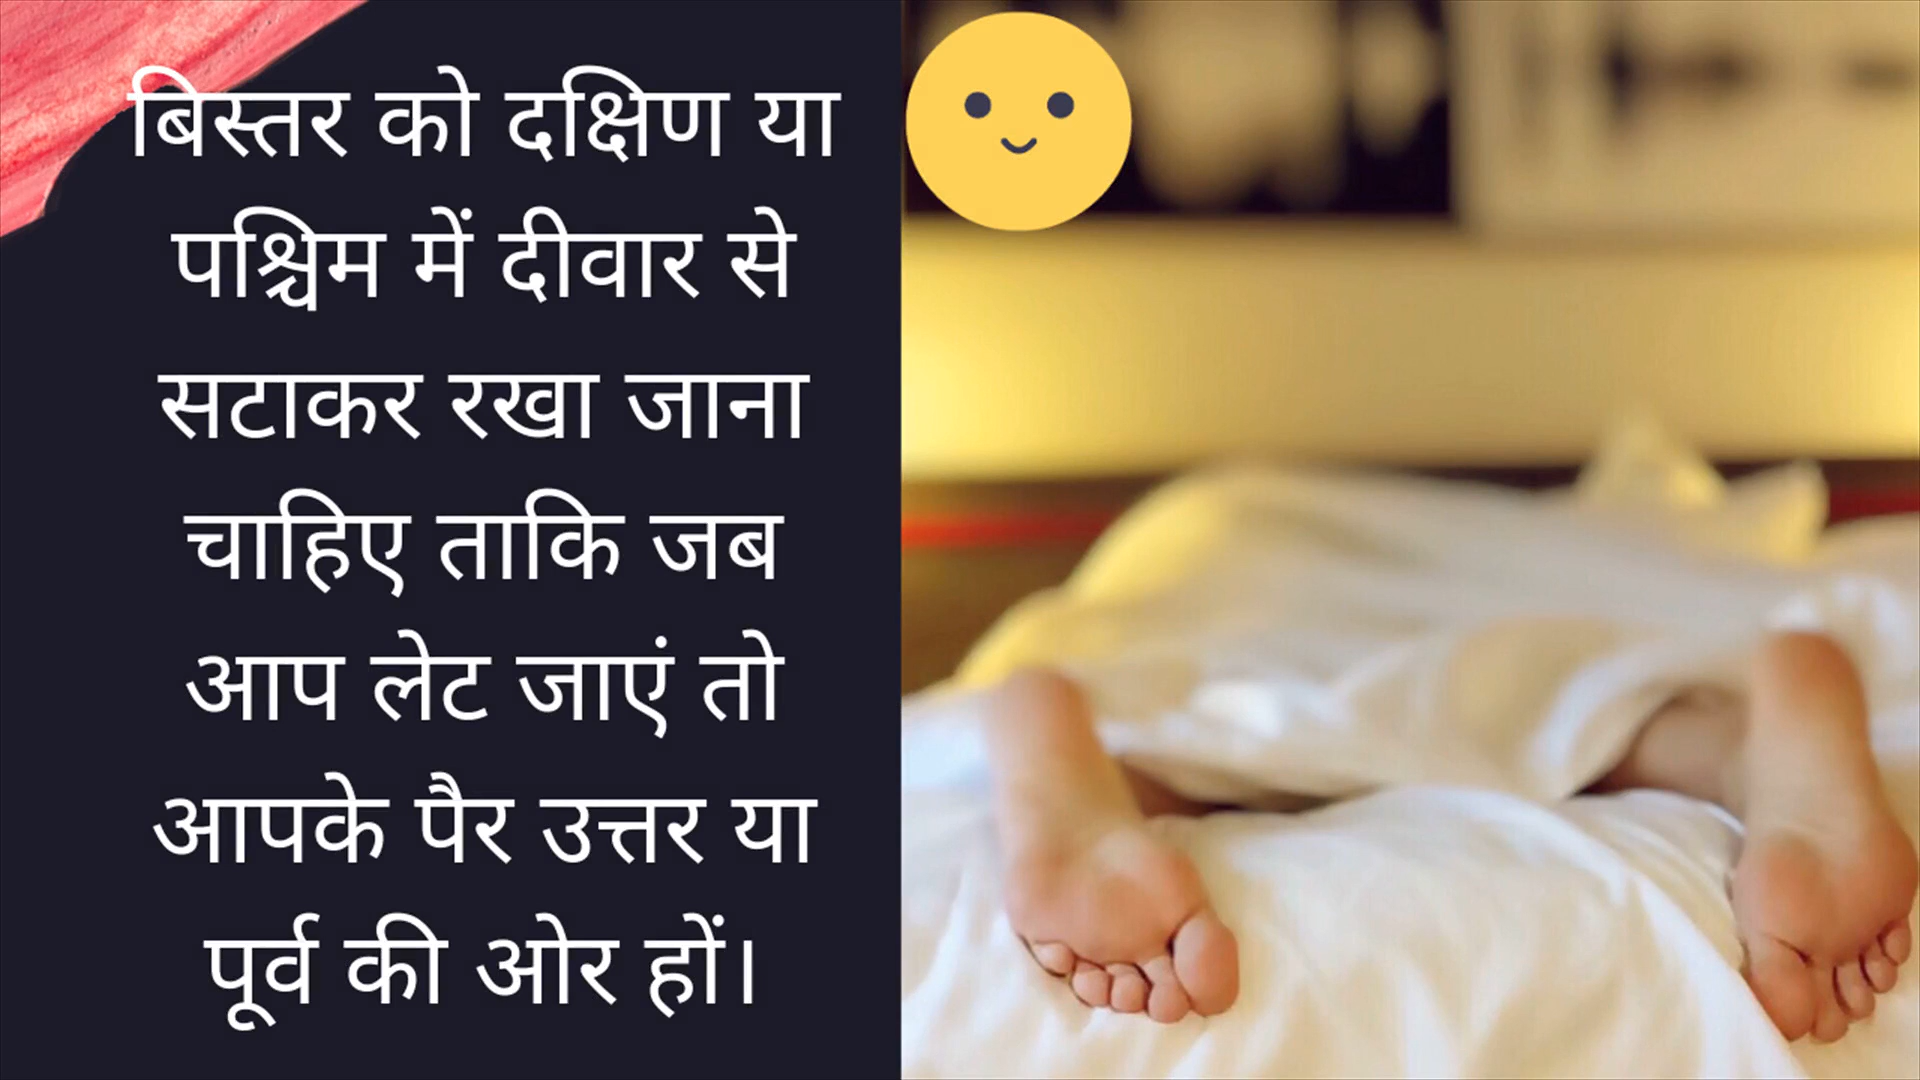 बिस्तर को दक्षिण या
पश्चिम में दीवार से
सटाकर रखा जाना
चाहिए ताकि जब
आप लेट जाएं तो
आपके पैर उत्तर या
पूर्व की ओर हों।